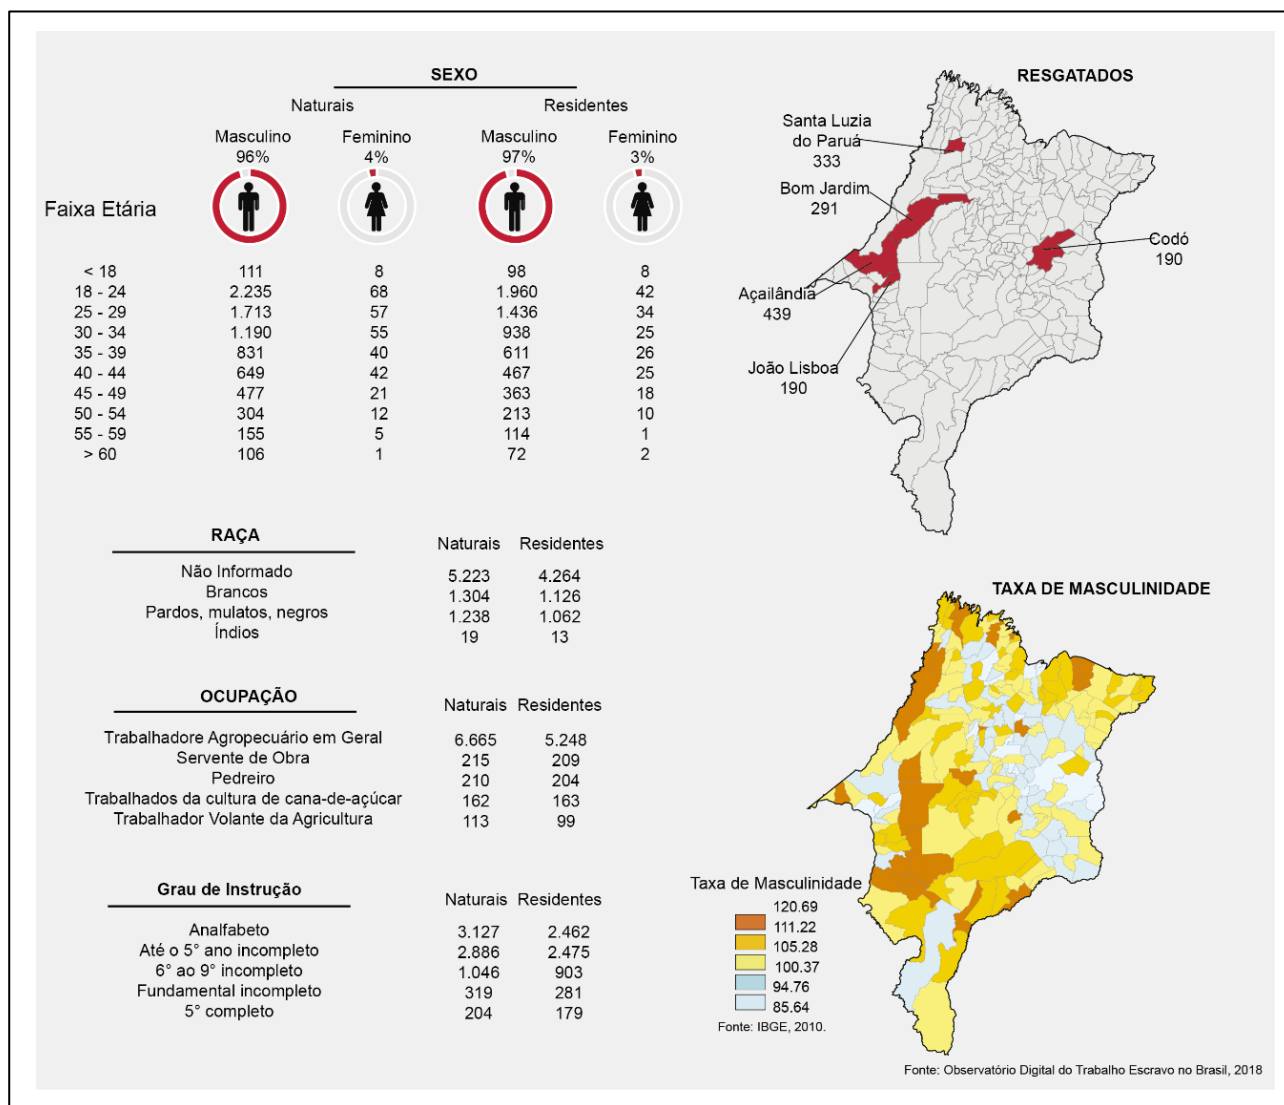 SEXO
Naturais Residentes
Masculino Feminino Masculino Feminino
96% 4% 97% 3%
Faixa Etária
< 18 111 8 98 8
18 - 24 2.235 68 1.960 42
25 - 29 1.713 57 1.436 34
30 - 34 1.190 55 938 25
35 - 39 831 40 611 26
40 - 44 649 42 467 25
45 - 49 477 21 363 18
50 - 54 304 12 213 10
55 - 59 155 5 114 1
> 60 106 1 72 2
RAÇA Naturais Residentes
Não Informado 5.223 4.264
Brancos 1.304 1.126
Pardos, mulatos, negros 1.238 1.062
Índios 19 13
OCUPAÇÃO Naturais Residentes
Trabalhadore Agropecuário em Geral 6.665 5.248
Servente de Obra 215 209
Pedreiro 210 204
Trabalhados da cultura de cana-de-açúcar 162 163
Trabalhador Volante da Agricultura 113 99
Grau de Instrução Naturais Residentes
Analfabeto 3.127 2.462
Até o 5° ano incompleto 2.886 2.475
6° ao 9° incompleto 1.046 903
Fundamental incompleto 319 281
5° completo 204 179
RESGATADOS
Santa Luzia
do Paruá
333
Bom Jardim
291
Codó
190
Açailândia
439
João Lisboa
190
TAXA DE MASCULINIDADE
Taxa de Masculinidade
120.69
111.22
105.28
100.37
94.76
85.64
Fonte: IBGE, 2010.
Fonte: Observatório Digital do Trabalho Escravo no Brasil, 2018